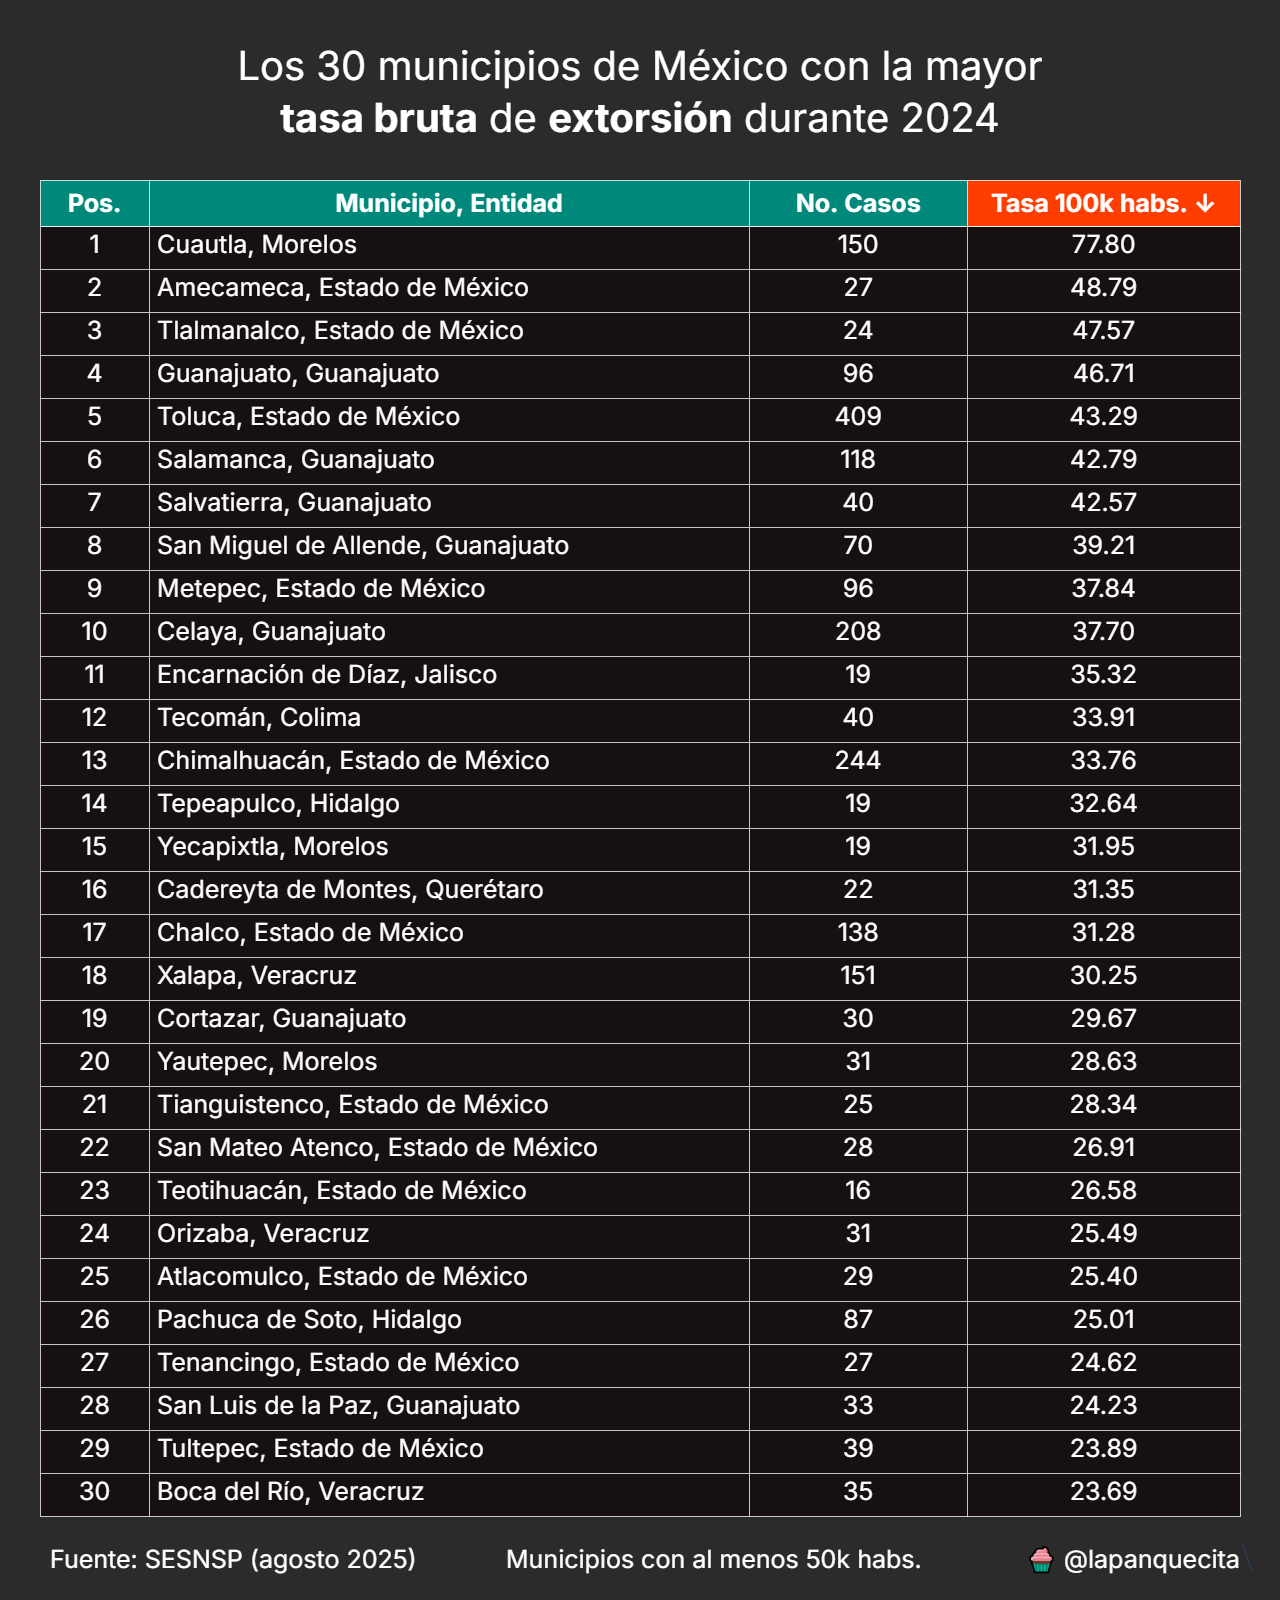 Los 30 municipios de México con la mayor
tasa bruta de extorsión durante 2024
Pos. Municipio, Entidad No. Casos Tasa 100k habs. ↓
1 Cuautla, Morelos 150 77.80
2 Amecameca, Estado de México 27 48.79
3 Tlalmanalco, Estado de México 24 47.57
4 Guanajuato, Guanajuato 96 46.71
5 Toluca, Estado de México 409 43.29
6 Salamanca, Guanajuato 118 42.79
7 Salvatierra, Guanajuato 40 42.57
8 San Miguel de Allende, Guanajuato 70 39.21
9 Metepec, Estado de México 96 37.84
10 Celaya, Guanajuato 208 37.70
11 Encarnación de Díaz, Jalisco 19 35.32
12 Tecomán, Colima 40 33.91
13 Chimalhuacán, Estado de México 244 33.76
14 Tepeapulco, Hidalgo 19 32.64
15 Yecapixtla, Morelos 19 31.95
16 Cadereyta de Montes, Querétaro 22 31.35
17 Chalco, Estado de México 138 31.28
18 Xalapa, Veracruz 151 30.25
19 Cortazar, Guanajuato 30 29.67
20 Yautepec, Morelos 31 28.63
21 Tianguistenco, Estado de México 25 28.34
22 San Mateo Atenco, Estado de México 28 26.91
23 Teotihuacán, Estado de México 16 26.58
24 Orizaba, Veracruz 31 25.49
25 Atlacomulco, Estado de México 29 25.40
26 Pachuca de Soto, Hidalgo 87 25.01
27 Tenancingo, Estado de México 27 24.62
28 San Luis de la Paz, Guanajuato 33 24.23
29 Tultepec, Estado de México 39 23.89
30 Boca del Río, Veracruz 35 23.69
Fuente: SESNSP (agosto 2025) Municipios con al menos 50k habs. @lapanquecita